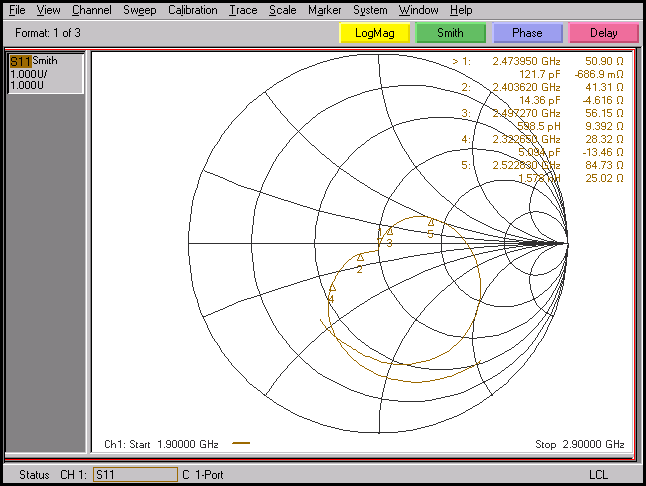 File View Channel Sweep Calibration Trace Scale Marker System Window Help
Format: 1 of 3 LogMag Smith Phase Delay
S11 Smith
1.000U/
1.000U
> 1: 2.473950 GHz 50.90 Ω
121.7 pF -686.9 mΩ
2: 2.403620 GHz 41.31 Ω
14.36 pF -4.616 Ω
3: 2.497270 GHz 56.15 Ω
598.5 pH 9.392 Ω
4: 2.322650 GHz 28.32 Ω
5.094 pF -13.46 Ω
5: 2.522830 GHz 84.73 Ω
1.578 nH 25.02 Ω
1
5
3
2
4
Ch1: Start 1.90000 GHz Stop 2.90000 GHz
Status CH 1: S11 C 1-Port LCL